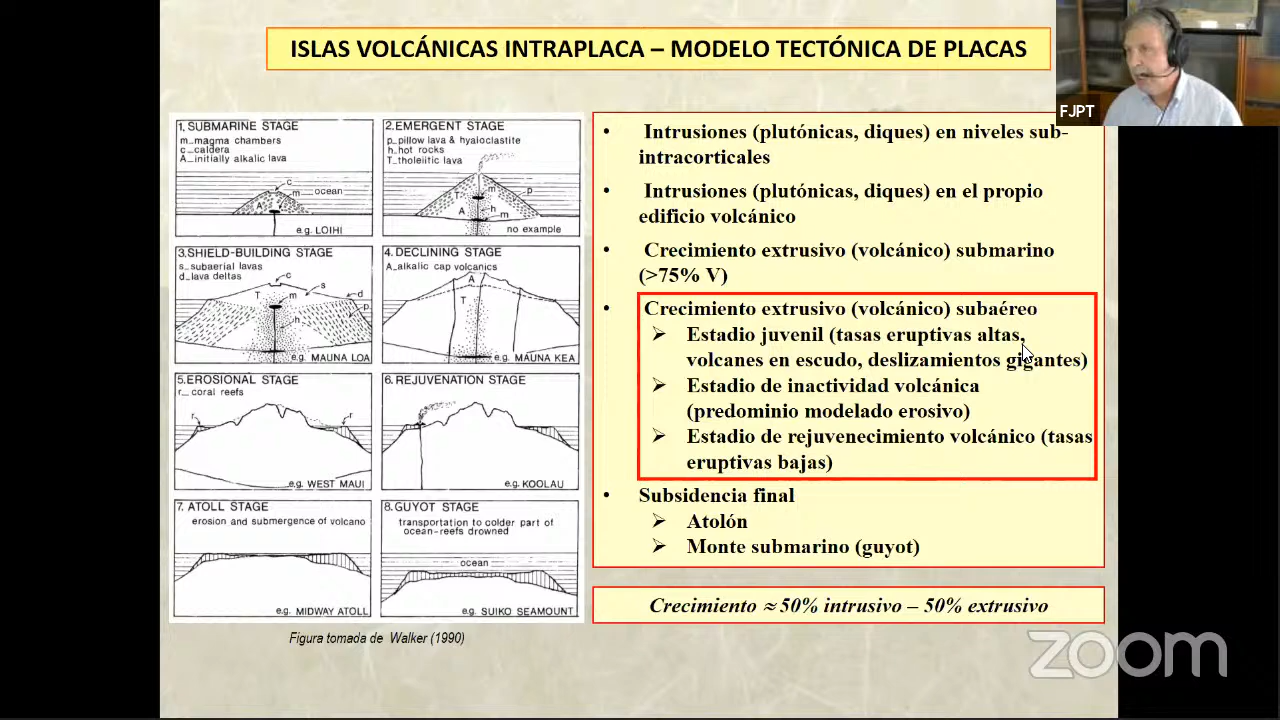 ISLAS VOLCÁNICAS INTRAPLACA – MODELO TECTÓNICA DE PLACAS
FJPT
1. SUBMARINE STAGE
m_magma chambers
c_caldera
A_initially alkalic lava
c
m
ocean
A
e.g. LOIHI
2. EMERGENT STAGE
p_pillow lava & hyaloclastite
h_hot rocks
T_tholeiitic lava
T
m
p
A
h
m
no example
3. SHIELD-BUILDING STAGE
s_subaerial lavas
d_lava deltas
c
s
T
m
d
p
h
e.g. MAUNA LOA
4. DECLINING STAGE
A_alkalic cap volcanics
A
T
e.g. MAUNA KEA
5. EROSIONAL STAGE
r_ coral reefs
r
r
e.g. WEST MAUI
6. REJUVENATION STAGE
e.g. KOOLAU
7. ATOLL STAGE
erosion and submergence of volcano
e.g. MIDWAY ATOLL
8. GUYOT STAGE
transportation to colder part of
ocean-reefs drowned
ocean
e.g. SUIKO SEAMOUNT
Figura tomada de Walker (1990)
• Intrusiones (plutónicas, diques) en niveles sub-
intracorticales
• Intrusiones (plutónicas, diques) en el propio
edificio volcánico
• Crecimiento extrusivo (volcánico) submarino
(>75% V)
• Crecimiento extrusivo (volcánico) subaéreo
➢ Estadio juvenil (tasas eruptivas altas,
volcanes en escudo, deslizamientos gigantes)
➢ Estadio de inactividad volcánica
(predominio modelado erosivo)
➢ Estadio de rejuvenecimiento volcánico (tasas
eruptivas bajas)
• Subsidencia final
➢ Atolón
➢ Monte submarino (guyot)
Crecimiento ≈ 50% intrusivo – 50% extrusivo
zoom